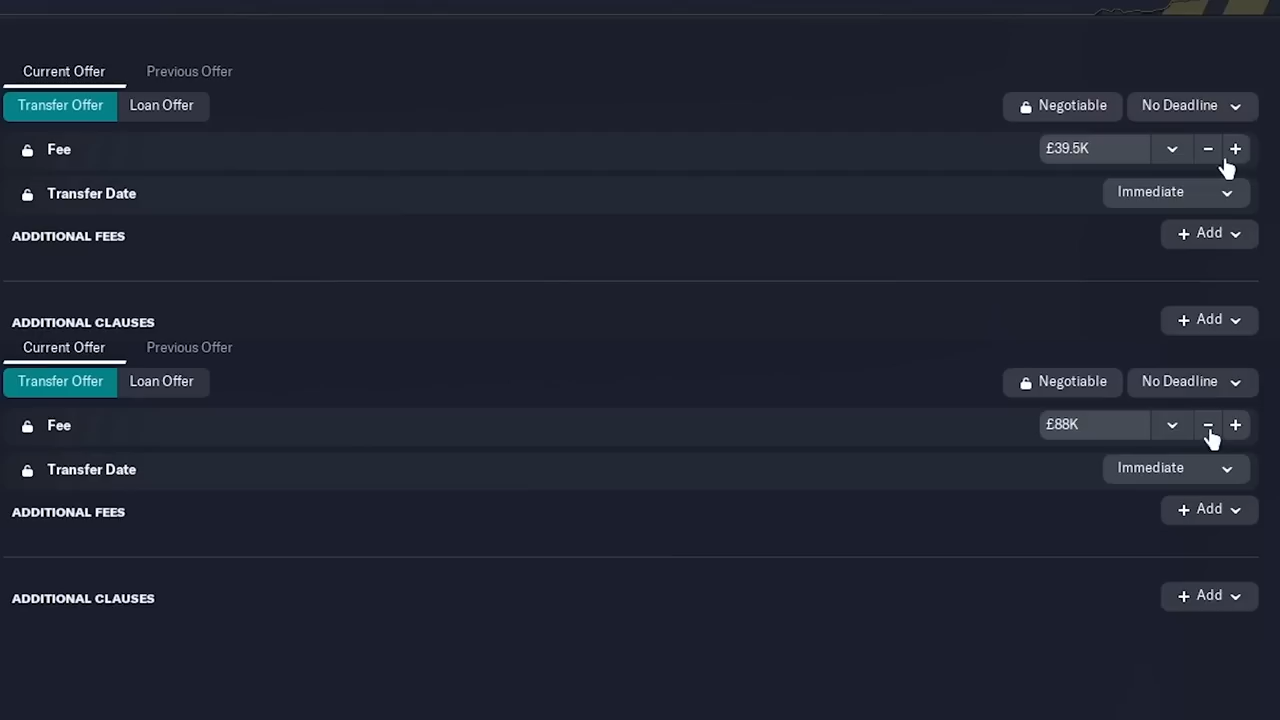 Current Offer Previous Offer
Transfer Offer Loan Offer Negotiable No Deadline
Fee £39.5K − +
Transfer Date Immediate
ADDITIONAL FEES + Add
ADDITIONAL CLAUSES + Add
Current Offer Previous Offer
Transfer Offer Loan Offer Negotiable No Deadline
Fee £88K − +
Transfer Date Immediate
ADDITIONAL FEES + Add
ADDITIONAL CLAUSES + Add